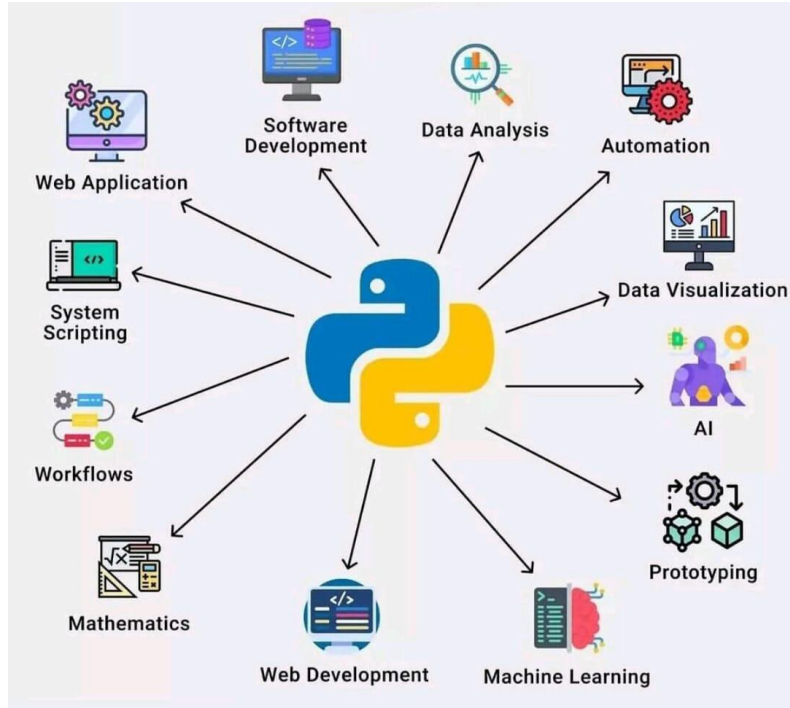 Software
Development
Data Analysis
Automation
Web Application
Data Visualization
System
Scripting
AI
Workflows
Prototyping
Mathematics
Web Development
Machine Learning